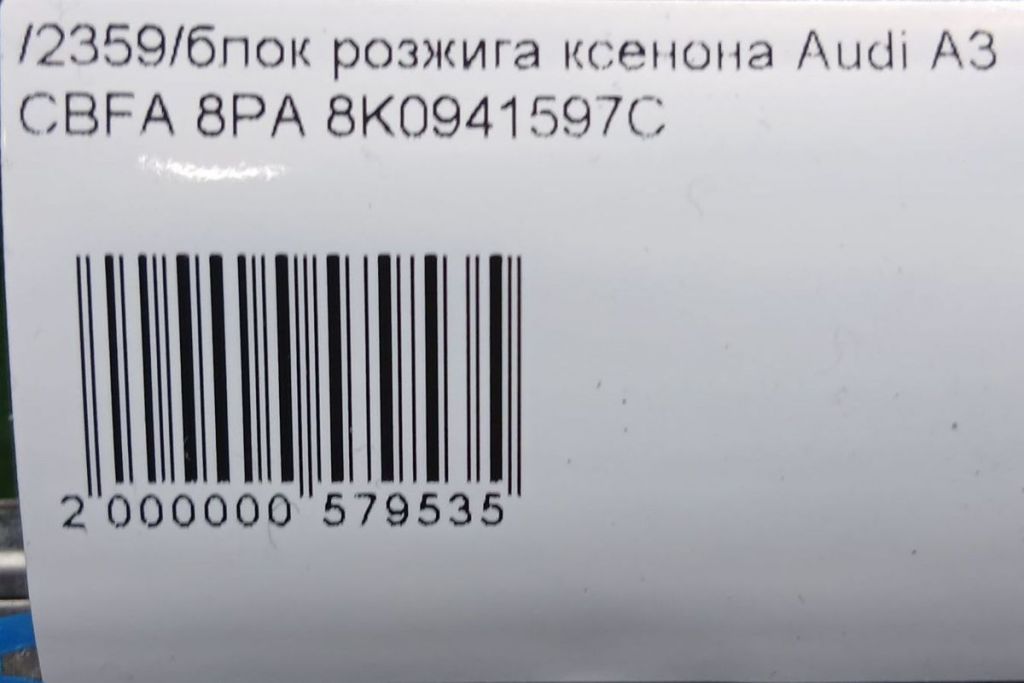 /2359/блок розжига ксенона Audi A3
CBFA 8PA 8K0941597C
2 000000 579535